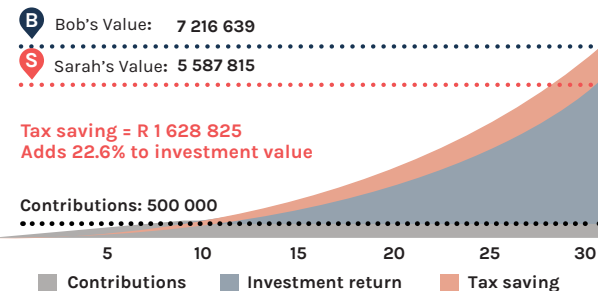 B Bob's Value: 7 216 639
S Sarah's Value: 5 587 815
Tax saving = R 1 628 825
Adds 22.6% to investment value
Contributions: 500 000
5 10 15 20 25 30
Contributions Investment return Tax saving